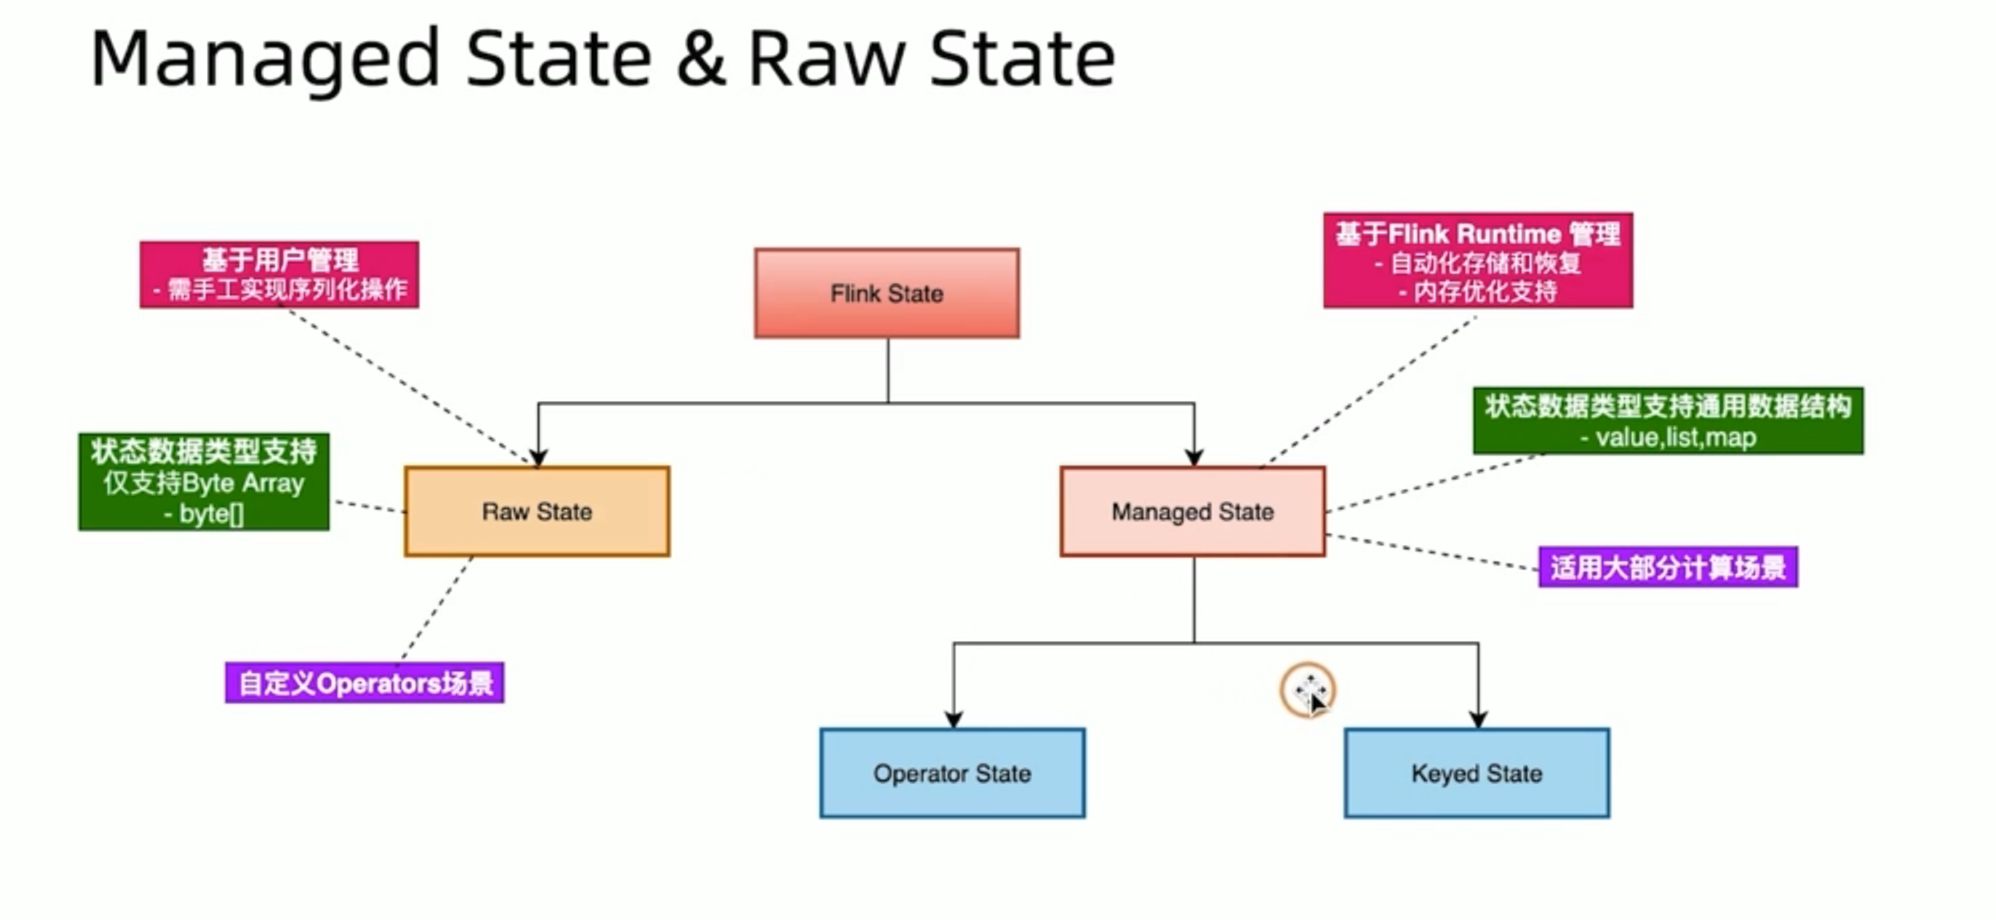 Managed State & Raw State
基于用户管理
- 需手工实现序列化操作
Flink State
基于Flink Runtime 管理
- 自动化存储和恢复
- 内存优化支持
状态数据类型支持通用数据结构
- value,list,map
状态数据类型支持
仅支持Byte Array
- byte[]
Raw State
Managed State
适用大部分计算场景
自定义Operators场景
Operator State
Keyed State